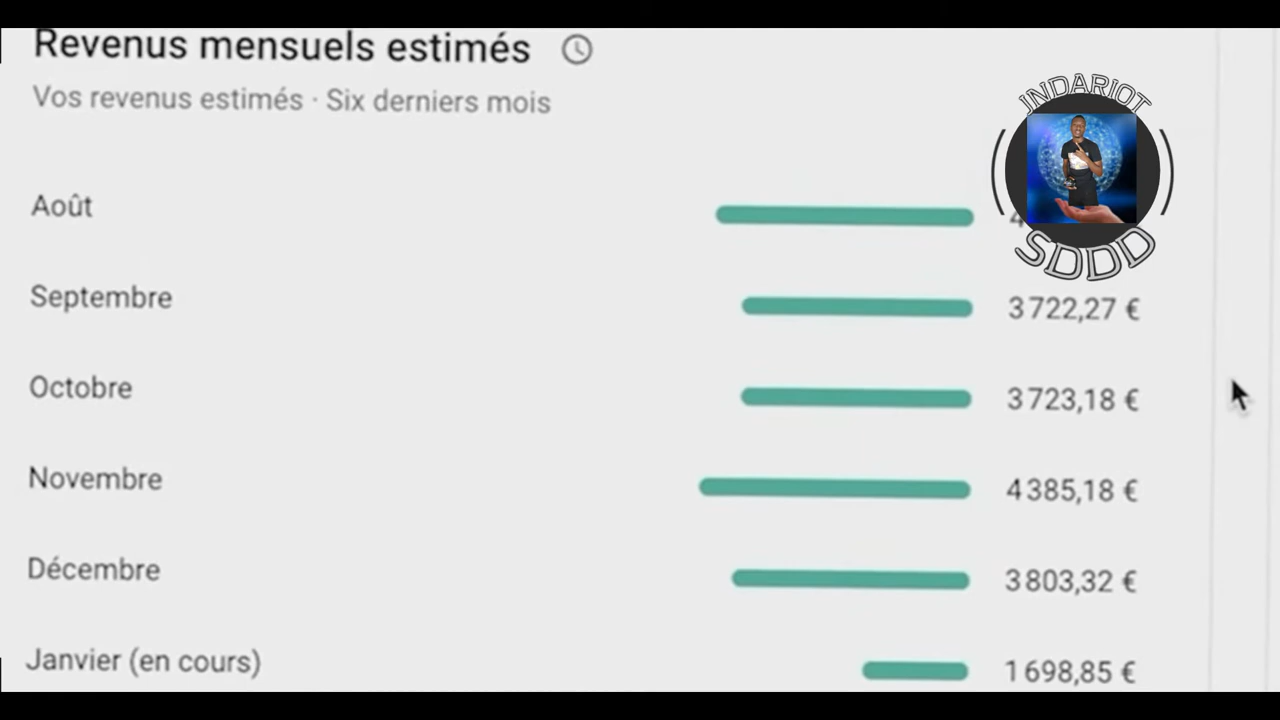 Revenus mensuels estimés
Vos revenus estimés · Six derniers mois
JNDARIOT
Août
SDDD
Septembre 3 722,27 €
Octobre 3 723,18 €
Novembre 4 385,18 €
Décembre 3 803,32 €
Janvier (en cours) 1 698,85 €